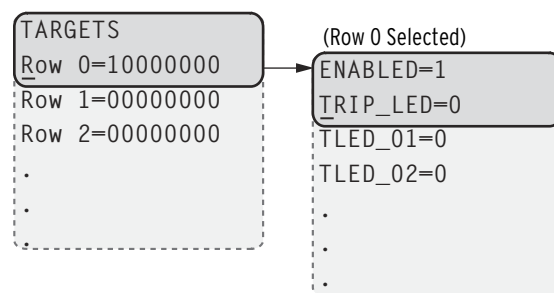 TARGETS
Row 0=10000000
Row 1=00000000
Row 2=00000000
.
.
.
(Row 0 Selected)
ENABLED=1
TRIP_LED=0
TLED_01=0
TLED_02=0
.
.
.